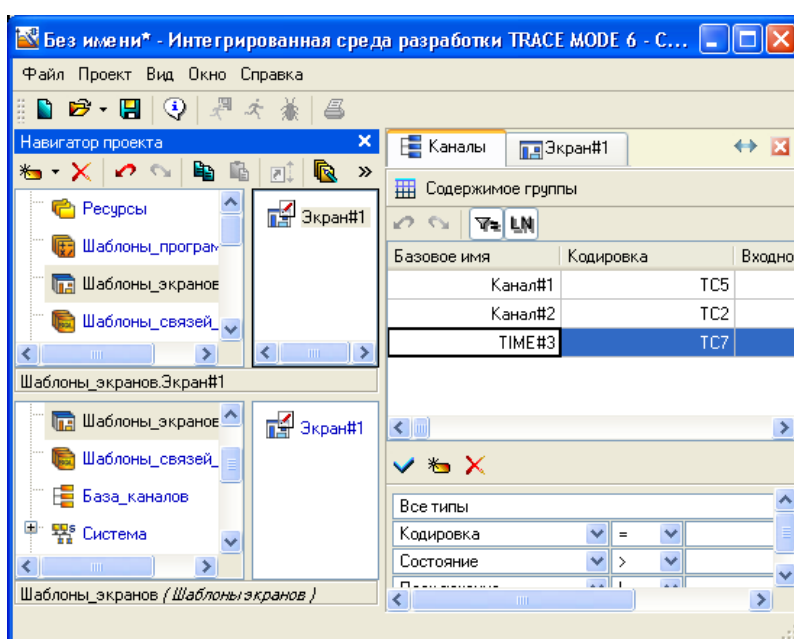 Без имени* - Интегрированная среда разработки TRACE MODE 6 - С...
Файл Проект Вид Окно Справка
Навигатор проекта
Ресурсы
Шаблоны_програм
Шаблоны_экранов
Шаблоны_связей_
Экран#1
Шаблоны_экранов.Экран#1
Шаблоны_экранов
Шаблоны_связей_
База_каналов
Система
Экран#1
Шаблоны_экранов ( Шаблоны экранов )
Каналы Экран#1
Содержимое группы
LN
Базовое имя Кодировка Входно
Канал#1 TC5
Канал#2 TC2
TIME#3 TC7
Все типы
Кодировка =
Состояние >